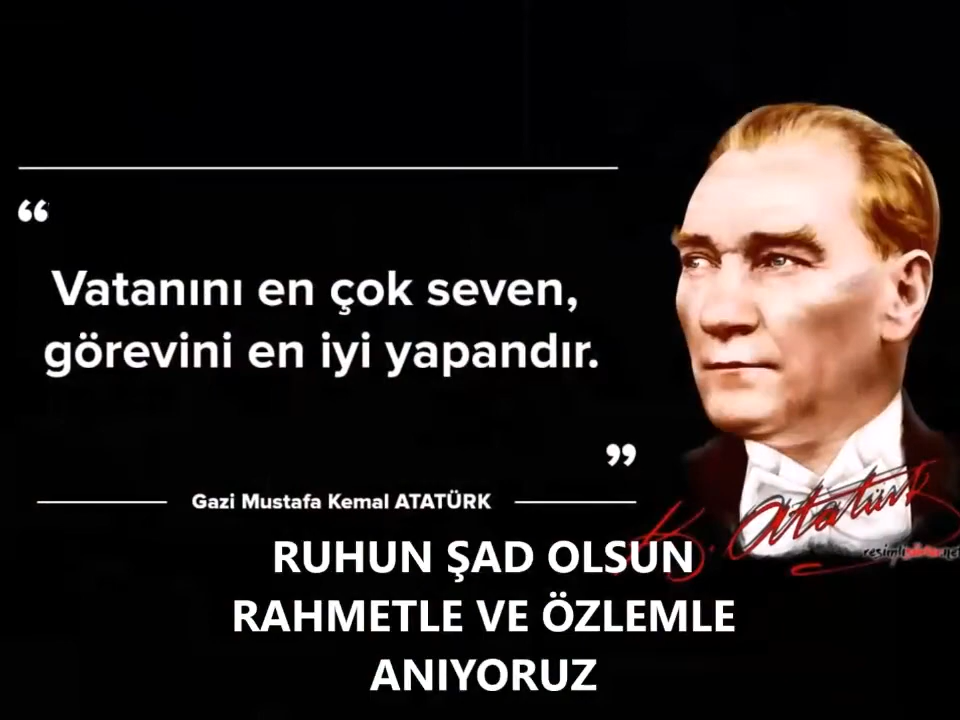 “
Vatanını en çok seven,
görevini en iyi yapandır.
”
Gazi Mustafa Kemal ATATÜRK
K. Atatürk
RUHUN ŞAD OLSUN
RAHMETLE VE ÖZLEMLE
ANIYORUZ